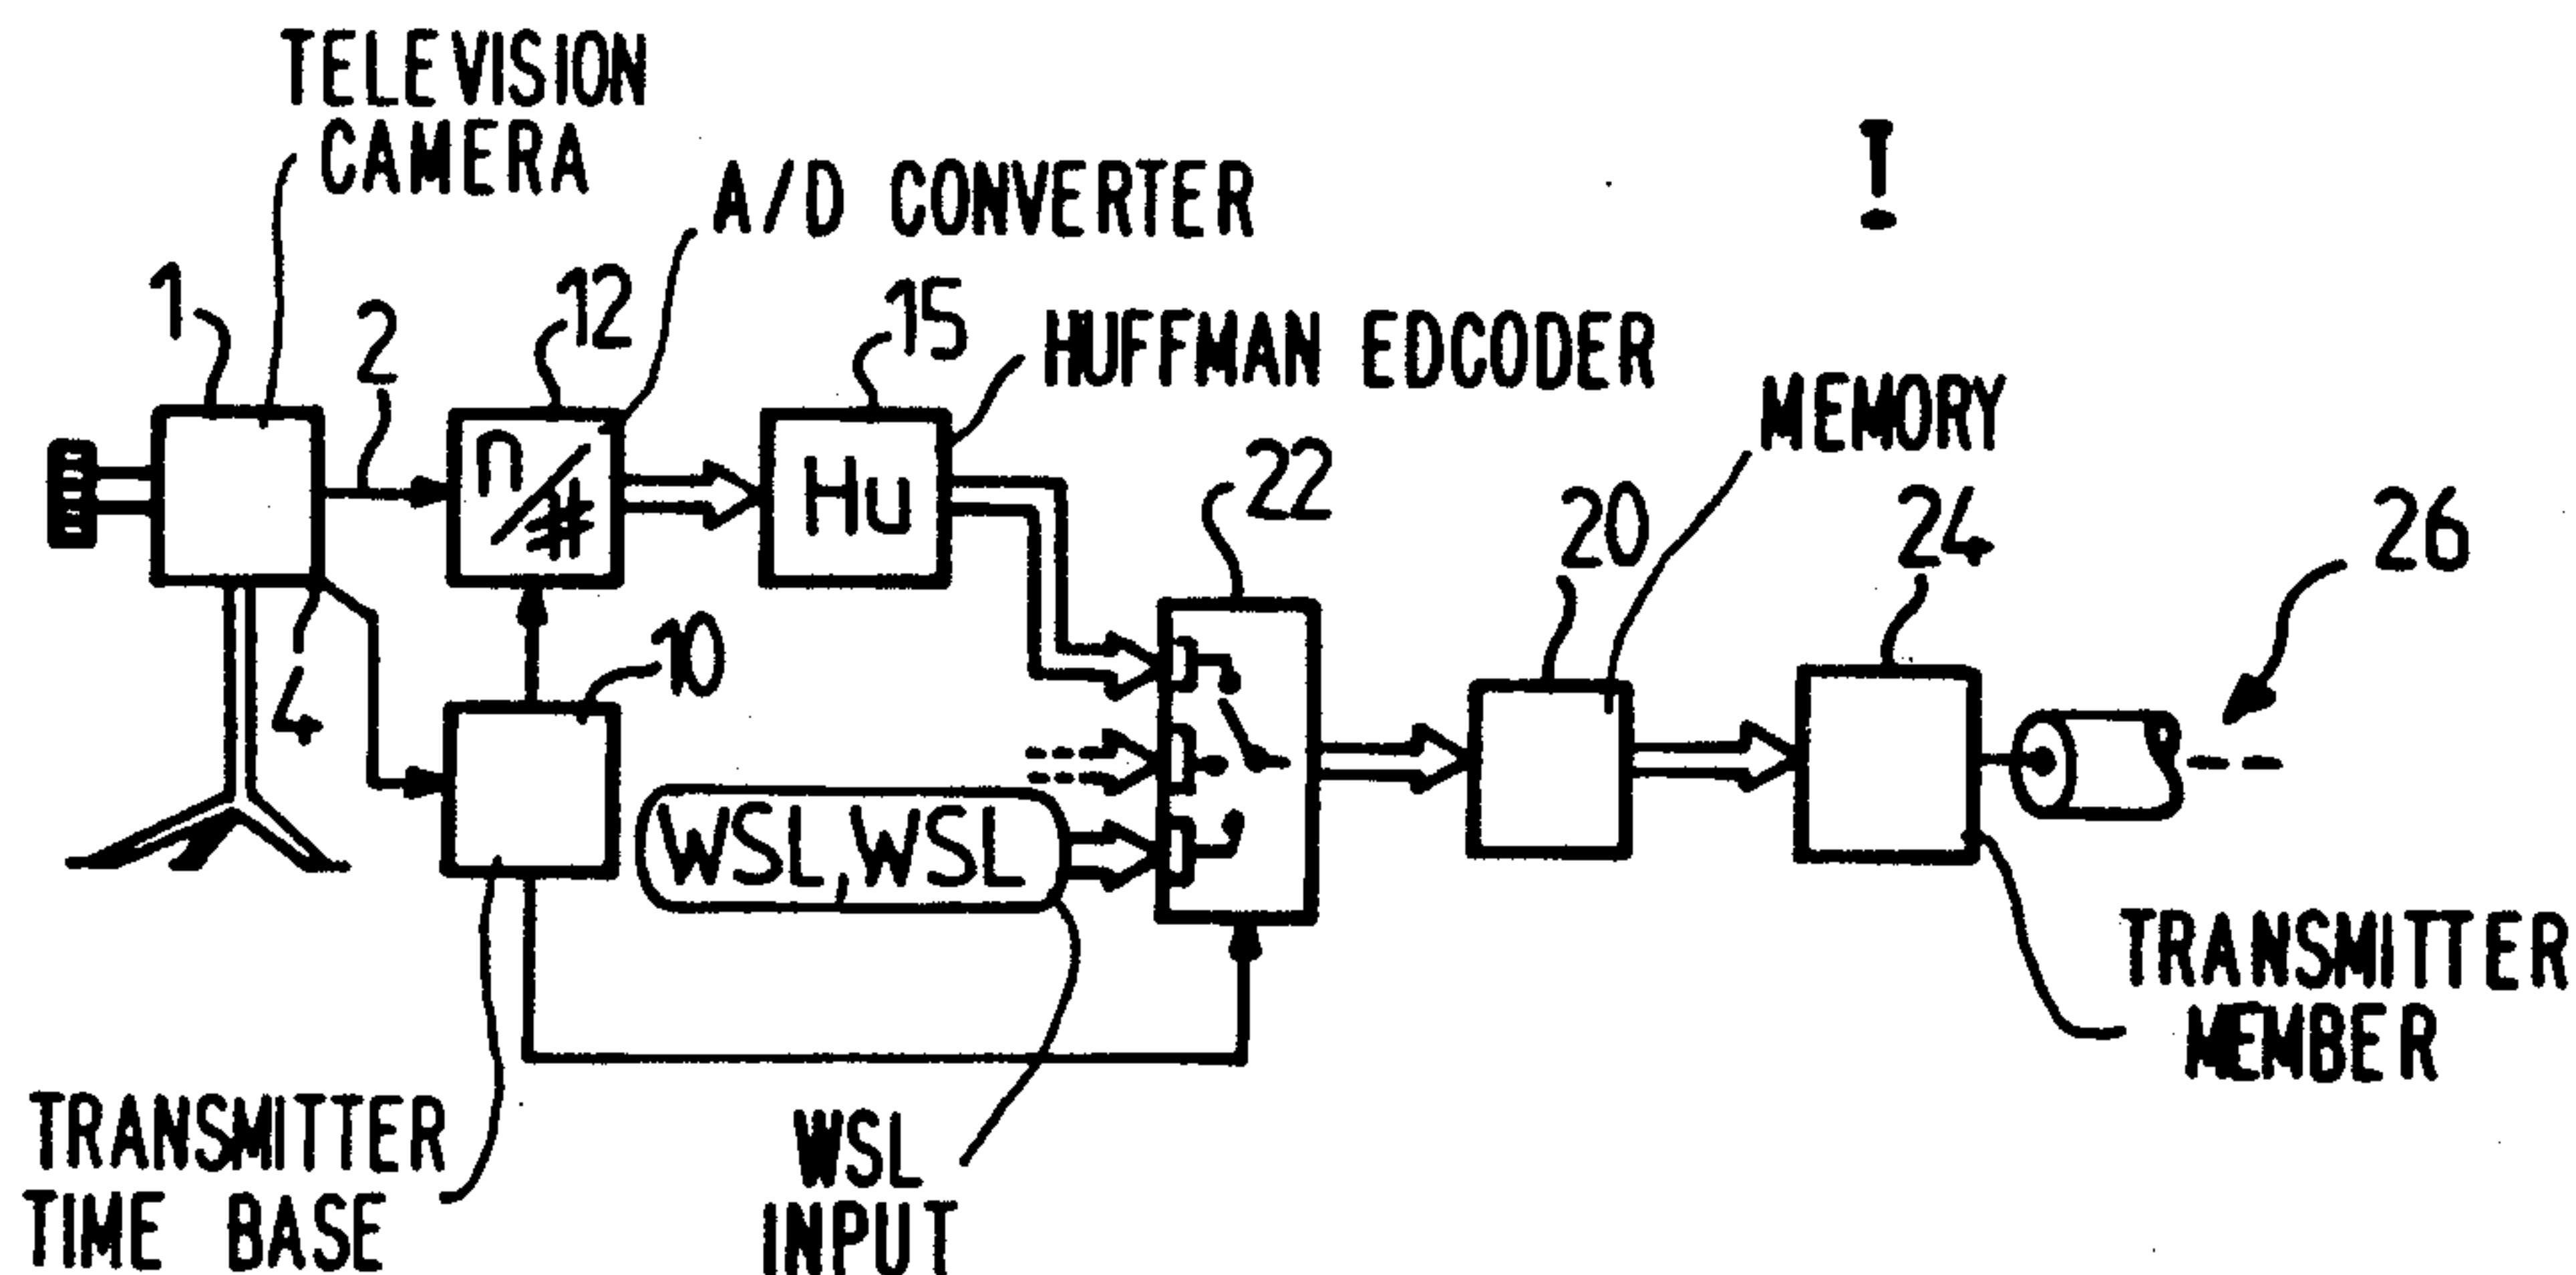 TELEVISION
CAMERA
A/D CONVERTER
1
2
12
15
HUFFMAN EDCODER
MEMORY
n/#
Hu
22
20
24
26
4
10
WSL, WSL
TRANSMITTER
MEMBER
TRANSMITTER
TIME BASE
WSL
INPUT